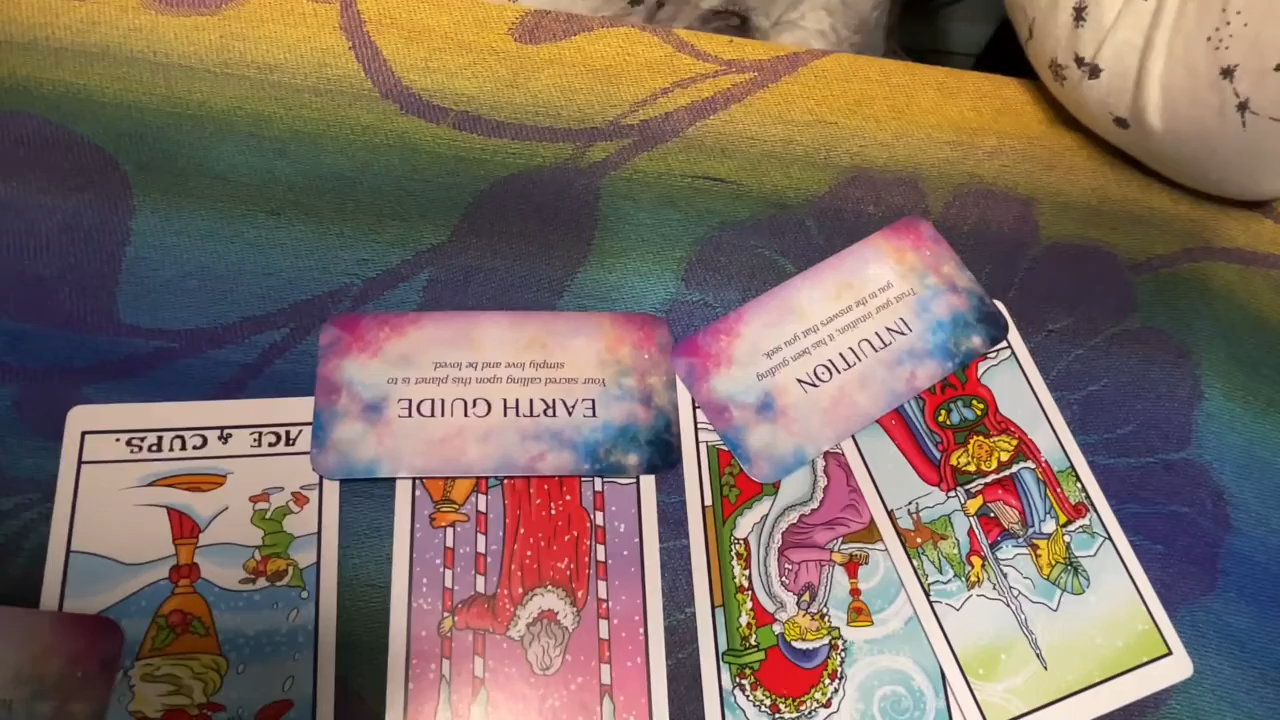 ACE of CUPS.
EARTH GUIDE
Your sacred calling upon this planet is to
simply love and be loved.
INTUITION
Trust your intuition; it has been guiding
you to the answers that you seek.